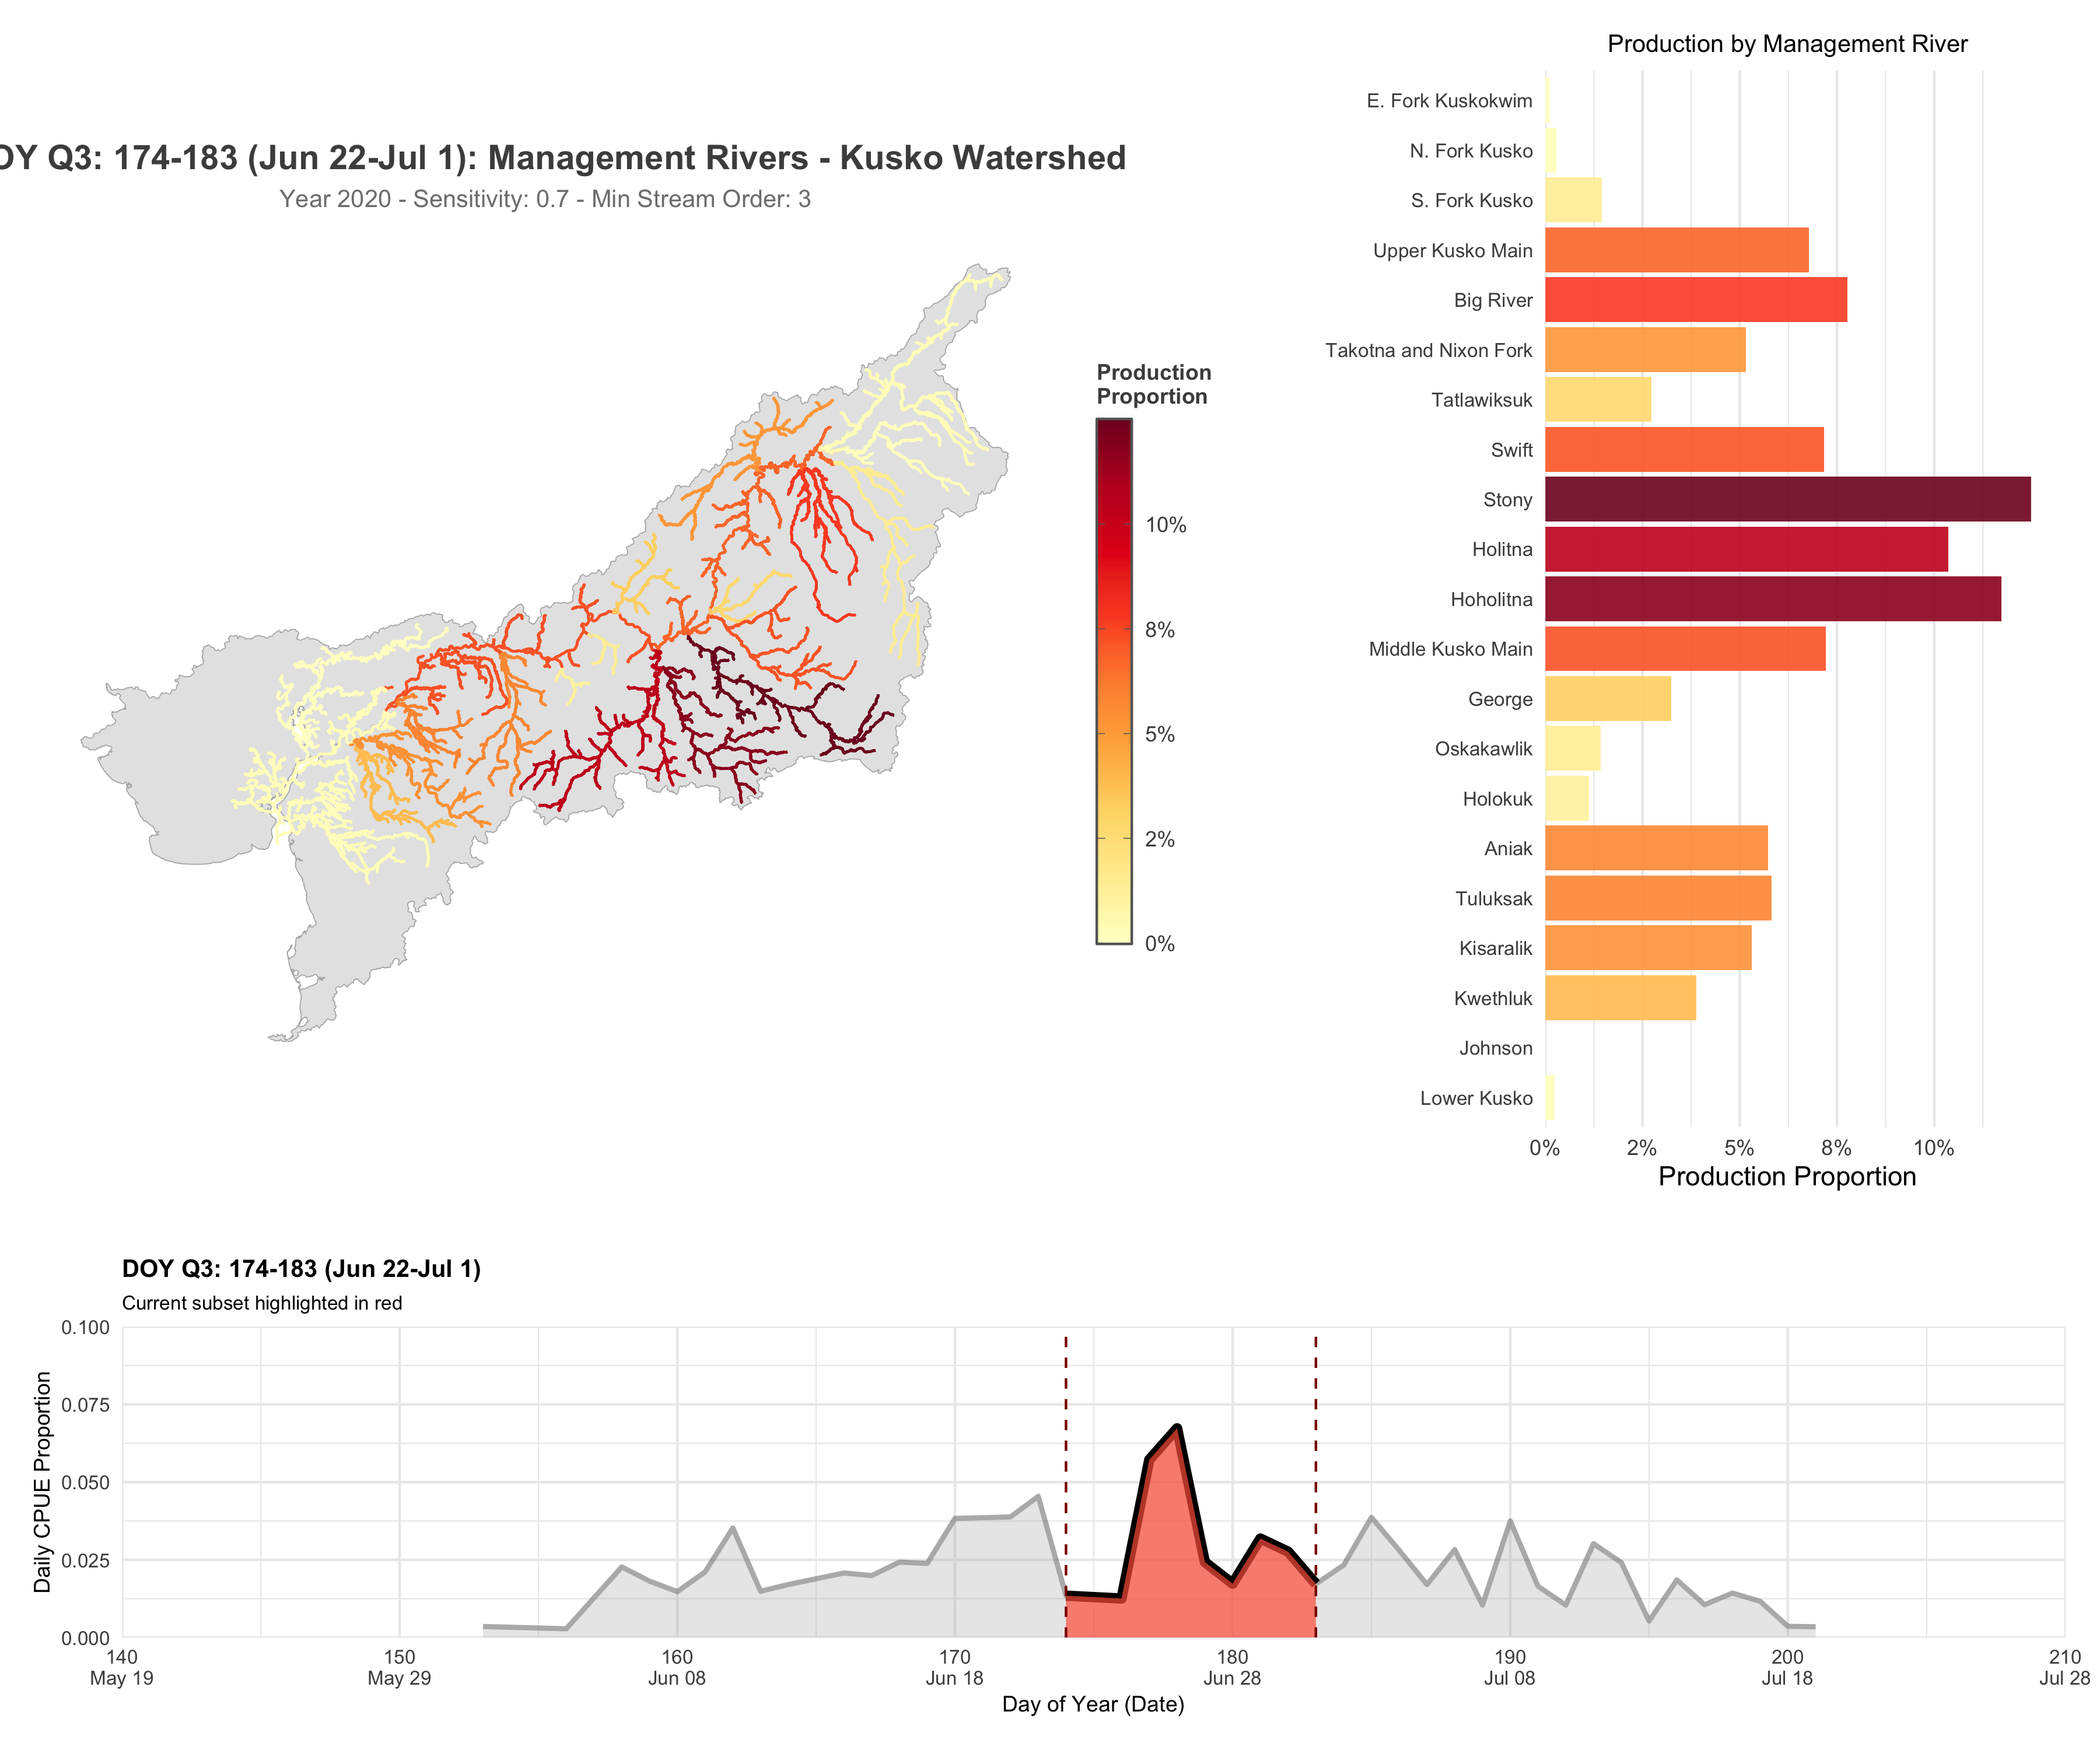 OY Q3: 174-183 (Jun 22-Jul 1): Management Rivers - Kusko Watershed
Year 2020 - Sensitivity: 0.7 - Min Stream Order: 3
Production
Proportion
10%
8%
5%
2%
0%
Production by Management River
E. Fork Kuskokwim
N. Fork Kusko
S. Fork Kusko
Upper Kusko Main
Big River
Takotna and Nixon Fork
Tatlawiksuk
Swift
Stony
Holitna
Hoholitna
Middle Kusko Main
George
Oskakawlik
Holokuk
Aniak
Tuluksak
Kisaralik
Kwethluk
Johnson
Lower Kusko
0% 2% 5% 8% 10%
Production Proportion
DOY Q3: 174-183 (Jun 22-Jul 1)
Current subset highlighted in red
Daily CPUE Proportion
0.100
0.075
0.050
0.025
0.000
140 150 160 170 180 190 200 210
May 19 May 29 Jun 08 Jun 18 Jun 28 Jul 08 Jul 18 Jul 28
Day of Year (Date)